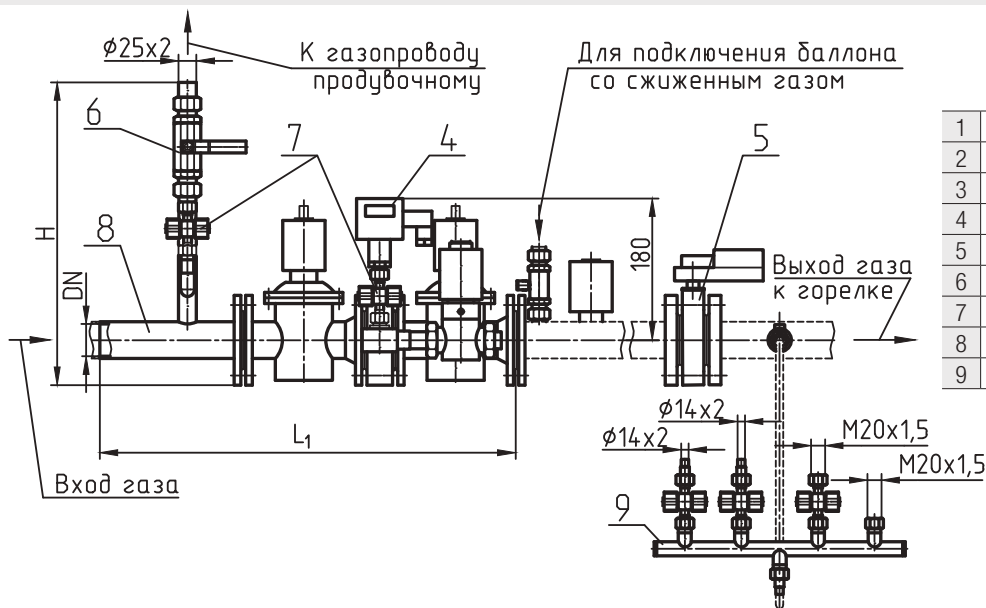 ϕ25x2
К газопроводу
продувочному
Для подключения баллона
со сжиженным газом
6
7
4
5
8
H
DN
180
Выход газа
к горелке
L₁
Вход газа
ϕ14x2
ϕ14x2
M20x1,5
M20x1,5
9
1
2
3
4
5
6
7
8
9